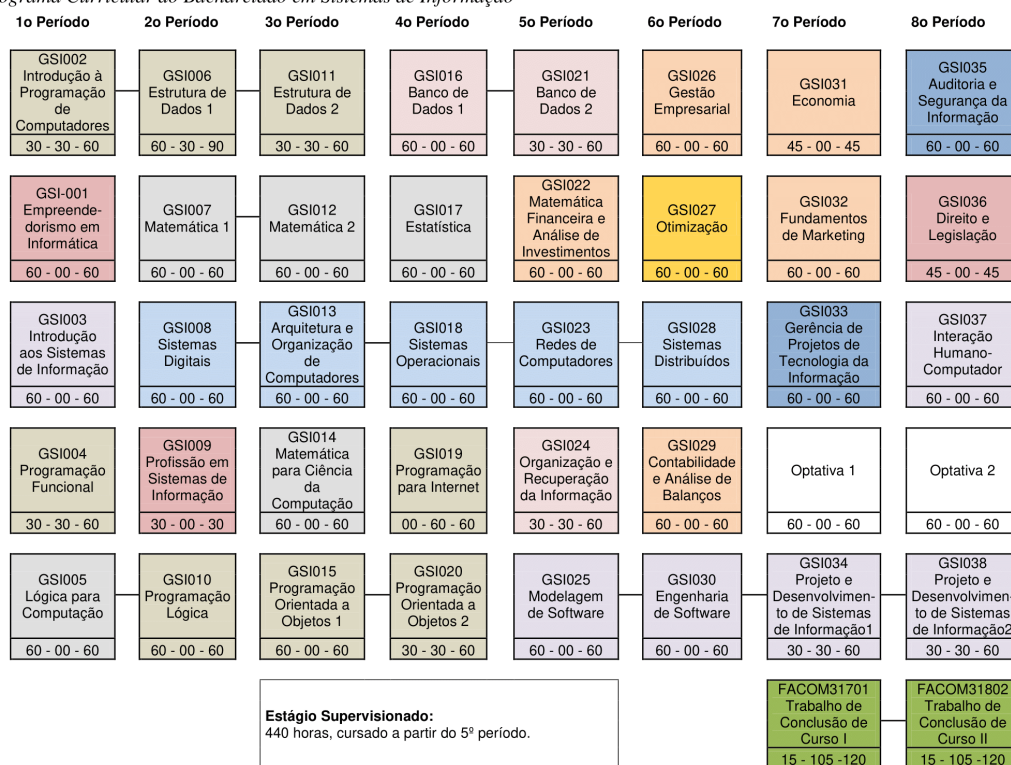 ograma Curricular do Bacharelado em Sistemas de Informação
1o Período 2o Período 3o Período 4o Período 5o Período 6o Período 7o Período 8o Período
GSI002
Introdução à
Programação
de
Computadores
30 - 30 - 60
GSI006
Estrutura de
Dados 1
60 - 30 - 90
GSI011
Estrutura de
Dados 2
30 - 30 - 60
GSI016
Banco de
Dados 1
60 - 00 - 60
GSI021
Banco de
Dados 2
30 - 30 - 60
GSI026
Gestão
Empresarial
60 - 00 - 60
GSI031
Economia
45 - 00 - 45
GSI035
Auditoria e
Segurança da
Informação
60 - 00 - 60
GSI-001
Empreende-
dorismo em
Informática
60 - 00 - 60
GSI007
Matemática 1
60 - 00 - 60
GSI012
Matemática 2
60 - 00 - 60
GSI017
Estatística
60 - 00 - 60
GSI022
Matemática
Financeira e
Análise de
Investimentos
60 - 00 - 60
GSI027
Otimização
60 - 00 - 60
GSI032
Fundamentos
de Marketing
60 - 00 - 60
GSI036
Direito e
Legislação
45 - 00 - 45
GSI003
Introdução
aos Sistemas
de Informação
60 - 00 - 60
GSI008
Sistemas
Digitais
60 - 00 - 60
GSI013
Arquitetura e
Organização
de
Computadores
60 - 00 - 60
GSI018
Sistemas
Operacionais
60 - 00 - 60
GSI023
Redes de
Computadores
60 - 00 - 60
GSI028
Sistemas
Distribuídos
60 - 00 - 60
GSI033
Gerência de
Projetos de
Tecnologia da
Informação
60 - 00 - 60
GSI037
Interação
Humano-
Computador
60 - 00 - 60
GSI004
Programação
Funcional
30 - 30 - 60
GSI009
Profissão em
Sistemas de
Informação
30 - 00 - 30
GSI014
Matemática
para Ciência
da
Computação
60 - 00 - 60
GSI019
Programação
para Internet
00 - 60 - 60
GSI024
Organização e
Recuperação
da Informação
30 - 30 - 60
GSI029
Contabilidade
e Análise de
Balanços
60 - 00 - 60
Optativa 1
60 - 00 - 60
Optativa 2
60 - 00 - 60
GSI005
Lógica para
Computação
60 - 00 - 60
GSI010
Programação
Lógica
60 - 00 - 60
GSI015
Programação
Orientada a
Objetos 1
60 - 00 - 60
GSI020
Programação
Orientada a
Objetos 2
30 - 30 - 60
GSI025
Modelagem
de Software
60 - 00 - 60
GSI030
Engenharia
de Software
60 - 00 - 60
GSI034
Projeto e
Desenvolvimen-
to de Sistemas
de Informação1
30 - 30 - 60
GSI038
Projeto e
Desenvolvimen-
to de Sistemas
de Informação2
30 - 30 - 60
Estágio Supervisionado:
440 horas, cursado a partir do 5º período.
FACOM31701
Trabalho de
Conclusão de
Curso I
15 - 105 -120
FACOM31802
Trabalho de
Conclusão de
Curso II
15 - 105 -120